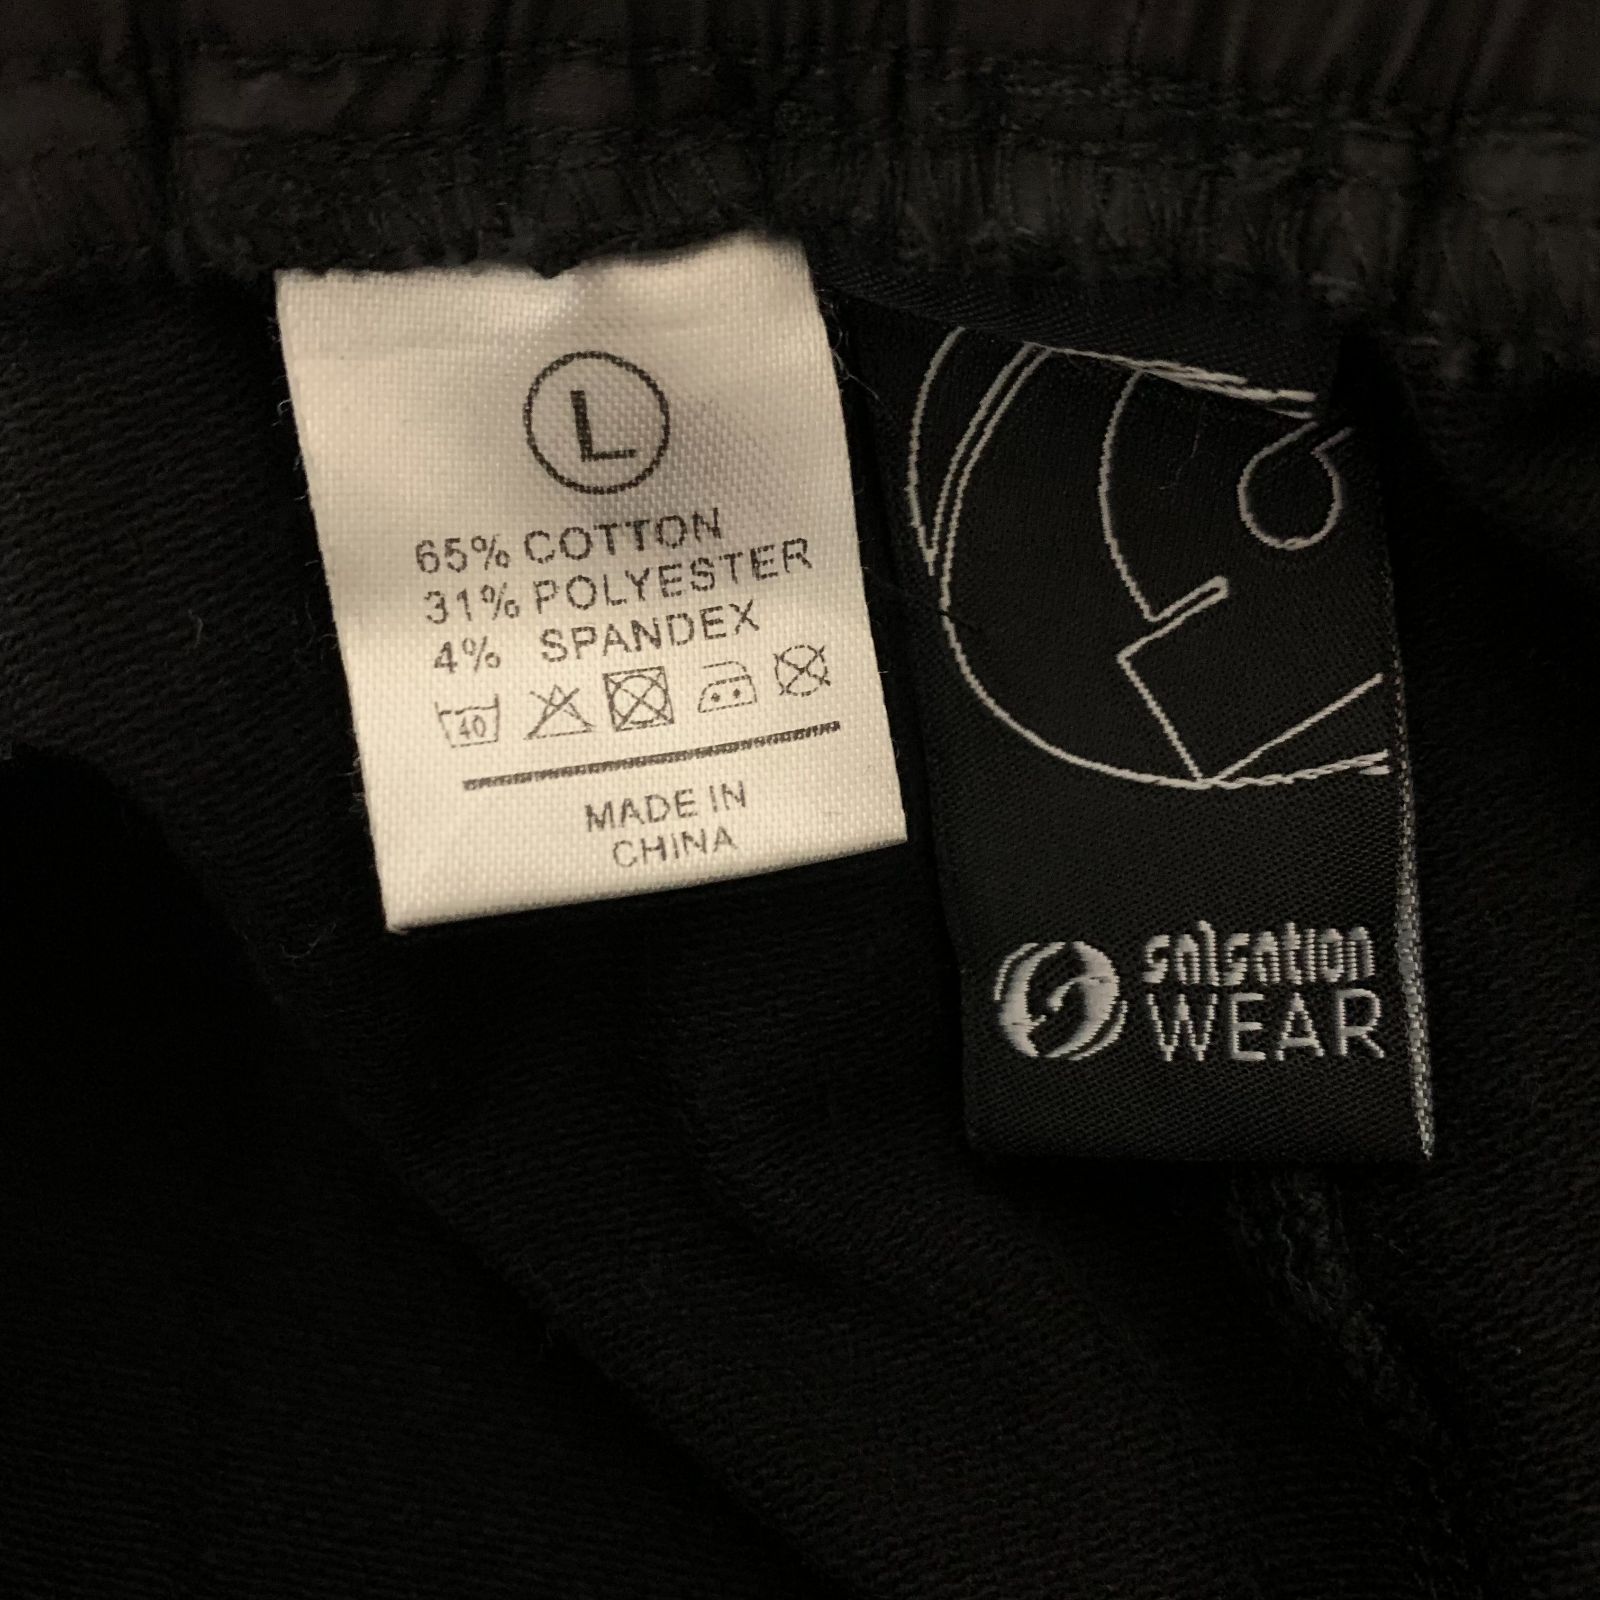 L
65% COTTON
31% POLYESTER
4% SPANDEX
40
MADE IN
CHINA
salsation
WEAR